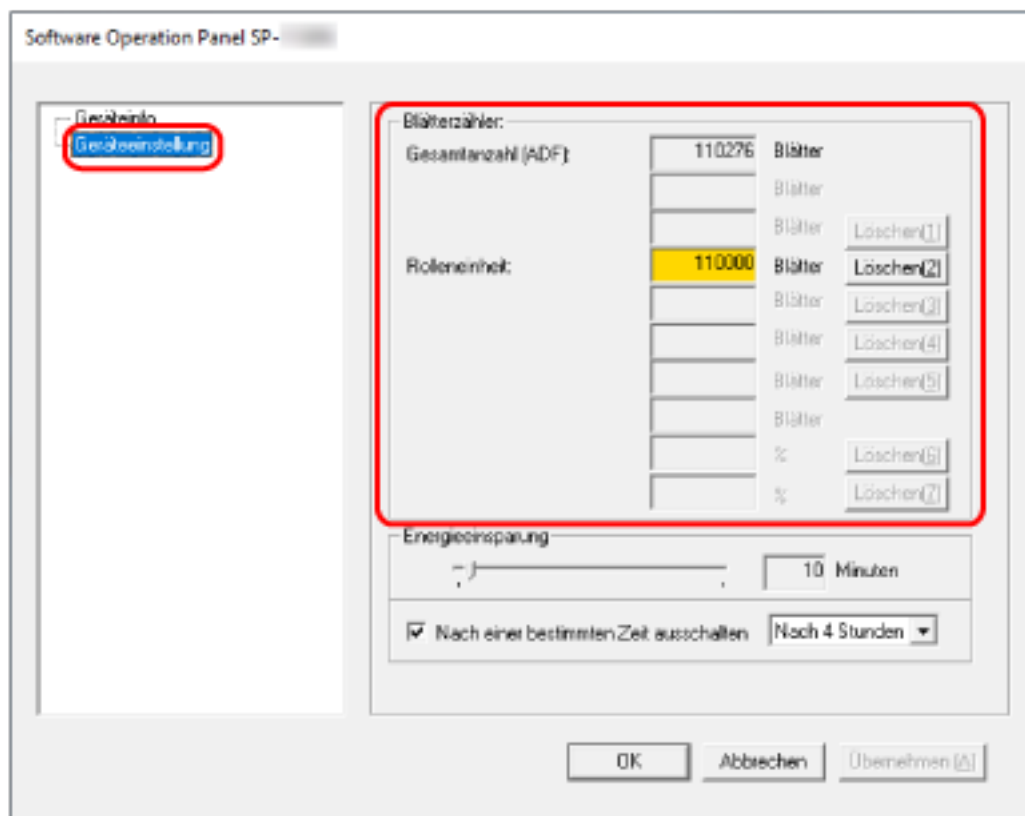 Software Operation Panel SP-
Geräteinfo
Geräteeinstellung
Blätterzähler:
Gesamtanzahl (ADF): 110276 Blätter
Blätter
Blätter Löschen(1)
Rolleneinheit: 110000 Blätter Löschen(2)
Blätter Löschen(3)
Blätter Löschen(4)
Blätter Löschen(5)
Blätter
% Löschen(6)
% Löschen(7)
Energieeinsparung
10 Minuten
Nach einer bestimmten Zeit ausschalten Nach 4 Stunden
OK Abbrechen Übernehmen (A)